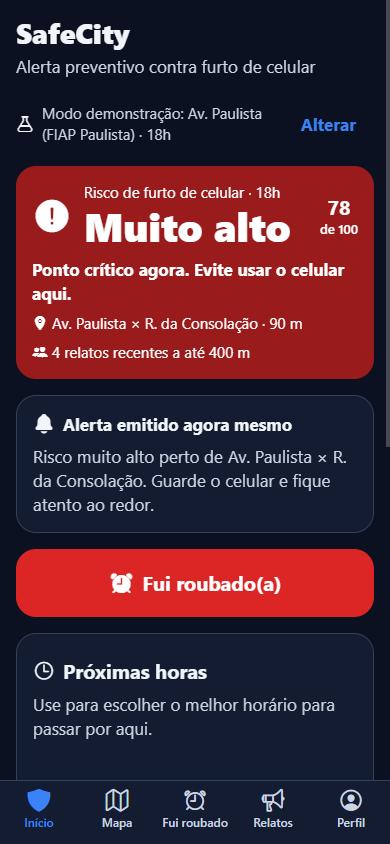 SafeCity
Alerta preventivo contra furto de celular
Modo demonstração: Av. Paulista
(FIAP Paulista) · 18h
Alterar
Risco de furto de celular · 18h
Muito alto
78
de 100
Ponto crítico agora. Evite usar o celular
aqui.
Av. Paulista × R. da Consolação · 90 m
4 relatos recentes a até 400 m
Alerta emitido agora mesmo
Risco muito alto perto de Av. Paulista × R.
da Consolação. Guarde o celular e fique
atento ao redor.
Fui roubado(a)
Próximas horas
Use para escolher o melhor horário para
passar por aqui.
Início
Mapa
Fui roubado
Relatos
Perfil